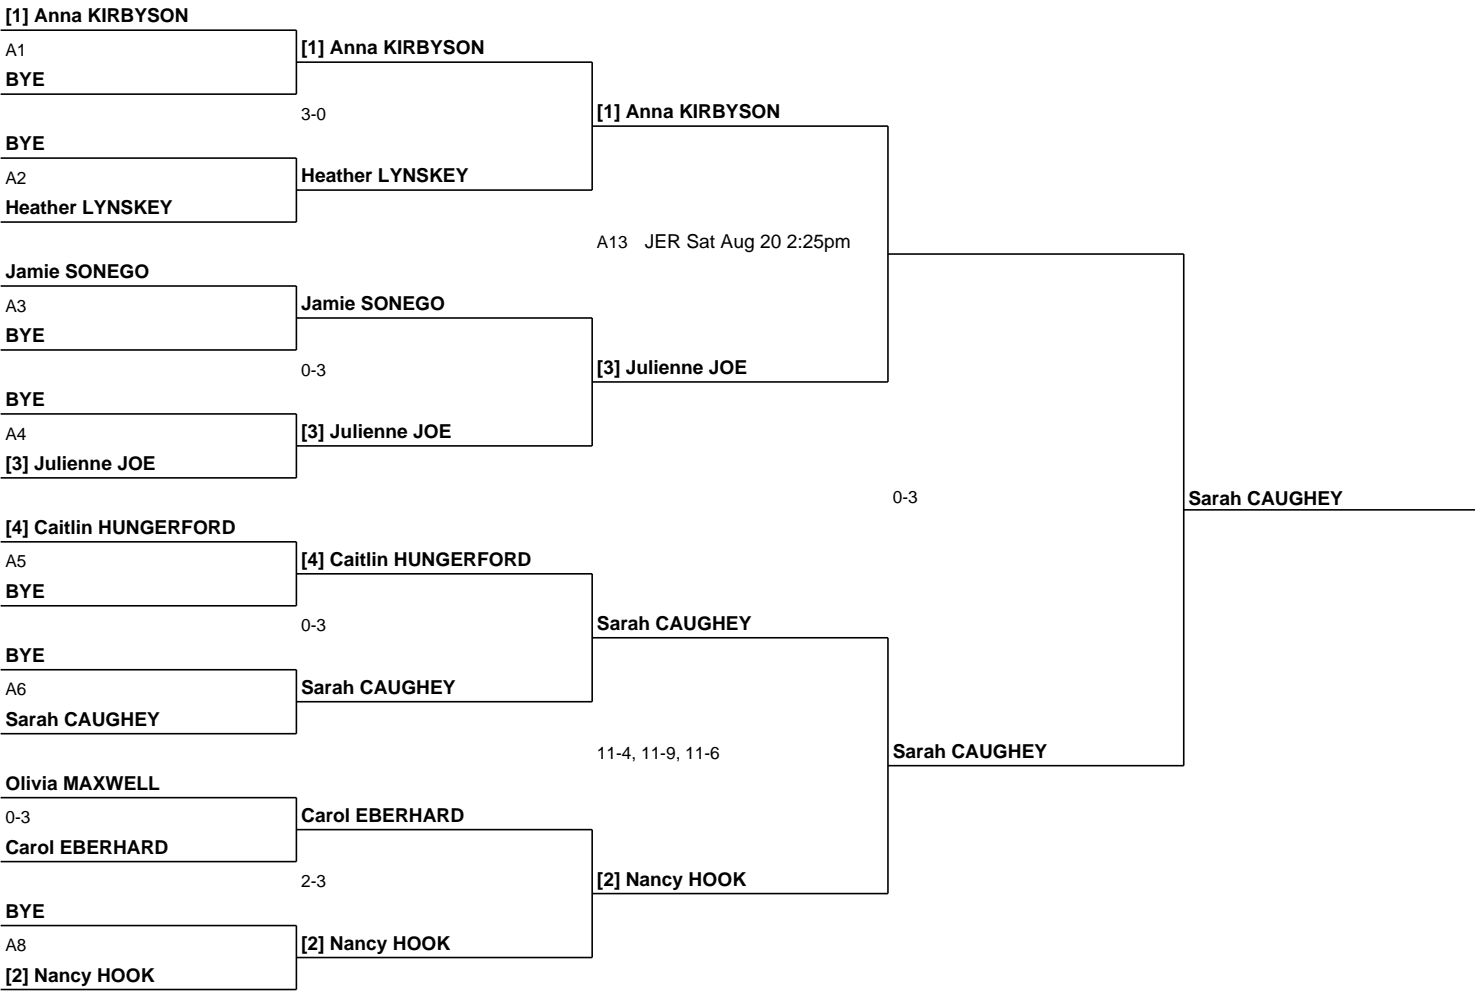 [1] Anna KIRBYSON
A1
[1] Anna KIRBYSON
BYE
3-0
[1] Anna KIRBYSON
BYE
A2
Heather LYNSKEY
Heather LYNSKEY
A13 JER Sat Aug 20 2:25pm
Jamie SONEGO
A3
Jamie SONEGO
BYE
0-3
[3] Julienne JOE
BYE
A4
[3] Julienne JOE
[3] Julienne JOE
0-3
Sarah CAUGHEY
[4] Caitlin HUNGERFORD
A5
[4] Caitlin HUNGERFORD
BYE
0-3
Sarah CAUGHEY
BYE
A6
Sarah CAUGHEY
Sarah CAUGHEY
11-4, 11-9, 11-6
Sarah CAUGHEY
Olivia MAXWELL
0-3
Carol EBERHARD
Carol EBERHARD
2-3
[2] Nancy HOOK
BYE
A8
[2] Nancy HOOK
[2] Nancy HOOK